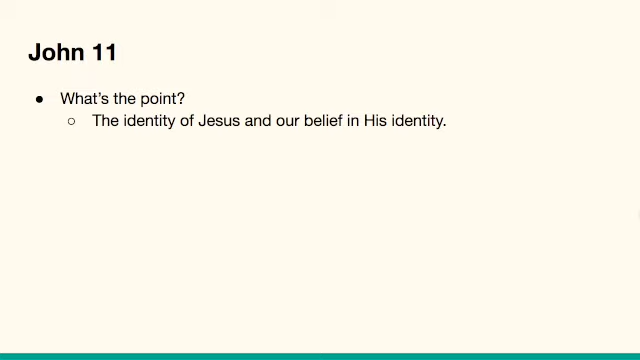 John 11
● What's the point?
○ The identity of Jesus and our belief in His identity.